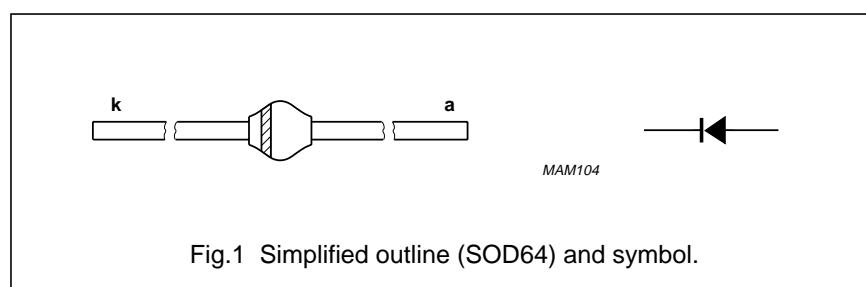 k
a
MAM104
Fig.1 Simplified outline (SOD64) and symbol.